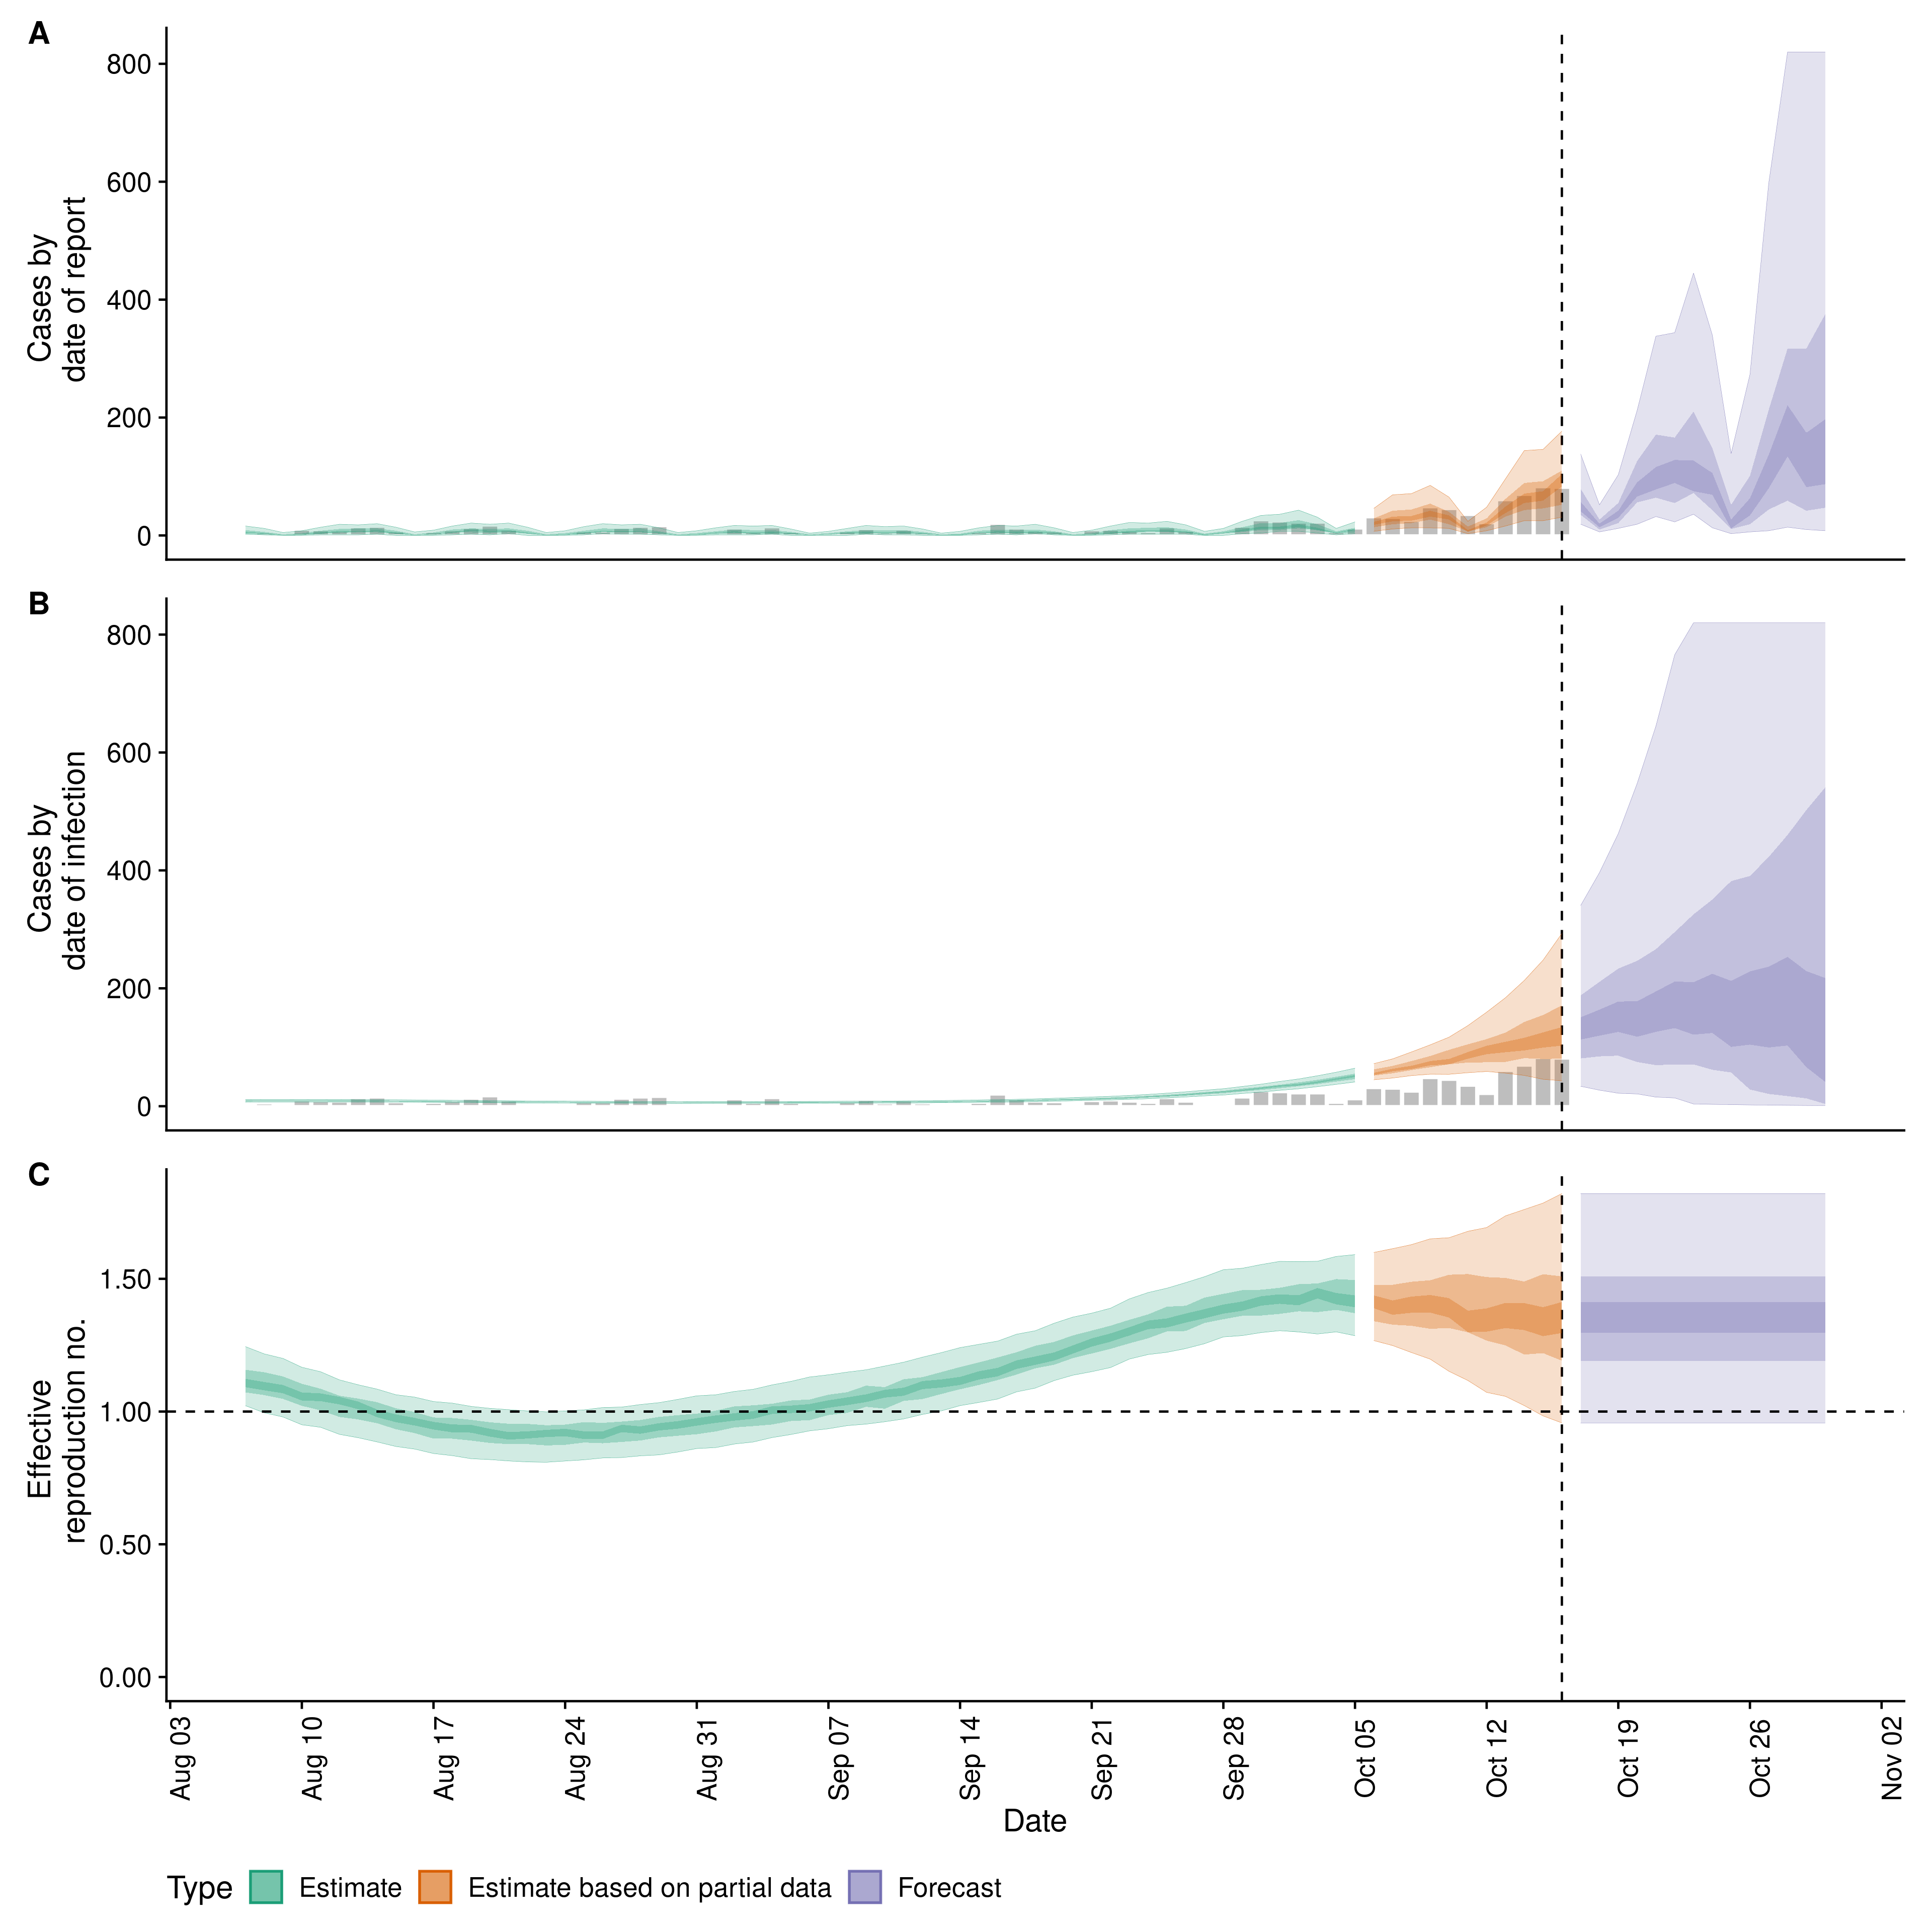 A
Cases by
date of report
800
600
400
200
0
B
Cases by
date of infection
800
600
400
200
0
C
Effective
reproduction no.
1.50
1.00
0.50
0.00
Aug 03
Aug 10
Aug 17
Aug 24
Aug 31
Sep 07
Sep 14
Sep 21
Sep 28
Oct 05
Oct 12
Oct 19
Oct 26
Nov 02
Date
Type Estimate Estimate based on partial data Forecast